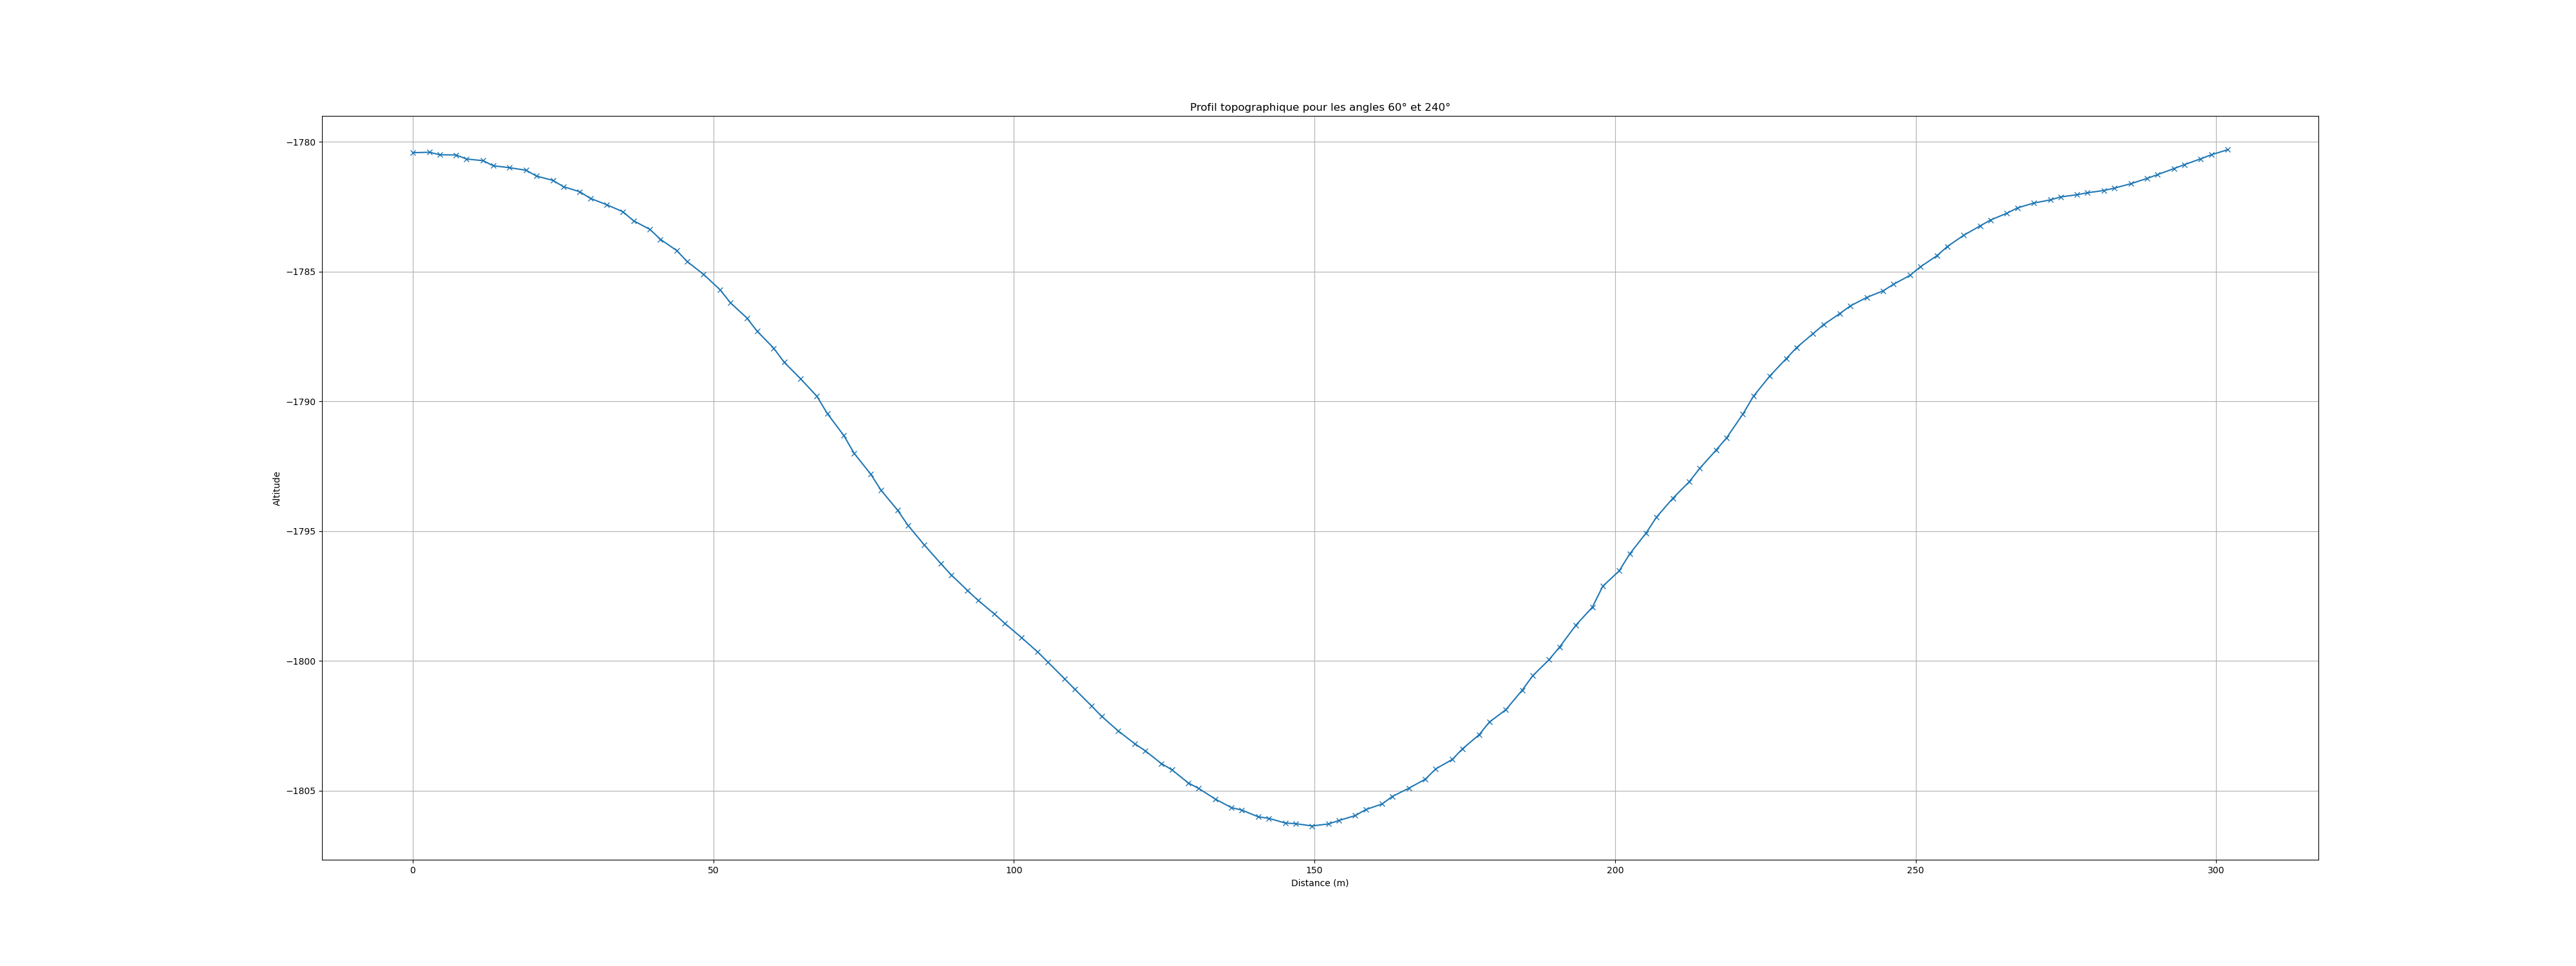 Profil topographique pour les angles 60° et 240°
Altitude
−1780
−1785
−1790
−1795
−1800
−1805
0 50 100 150 200 250 300
Distance (m)